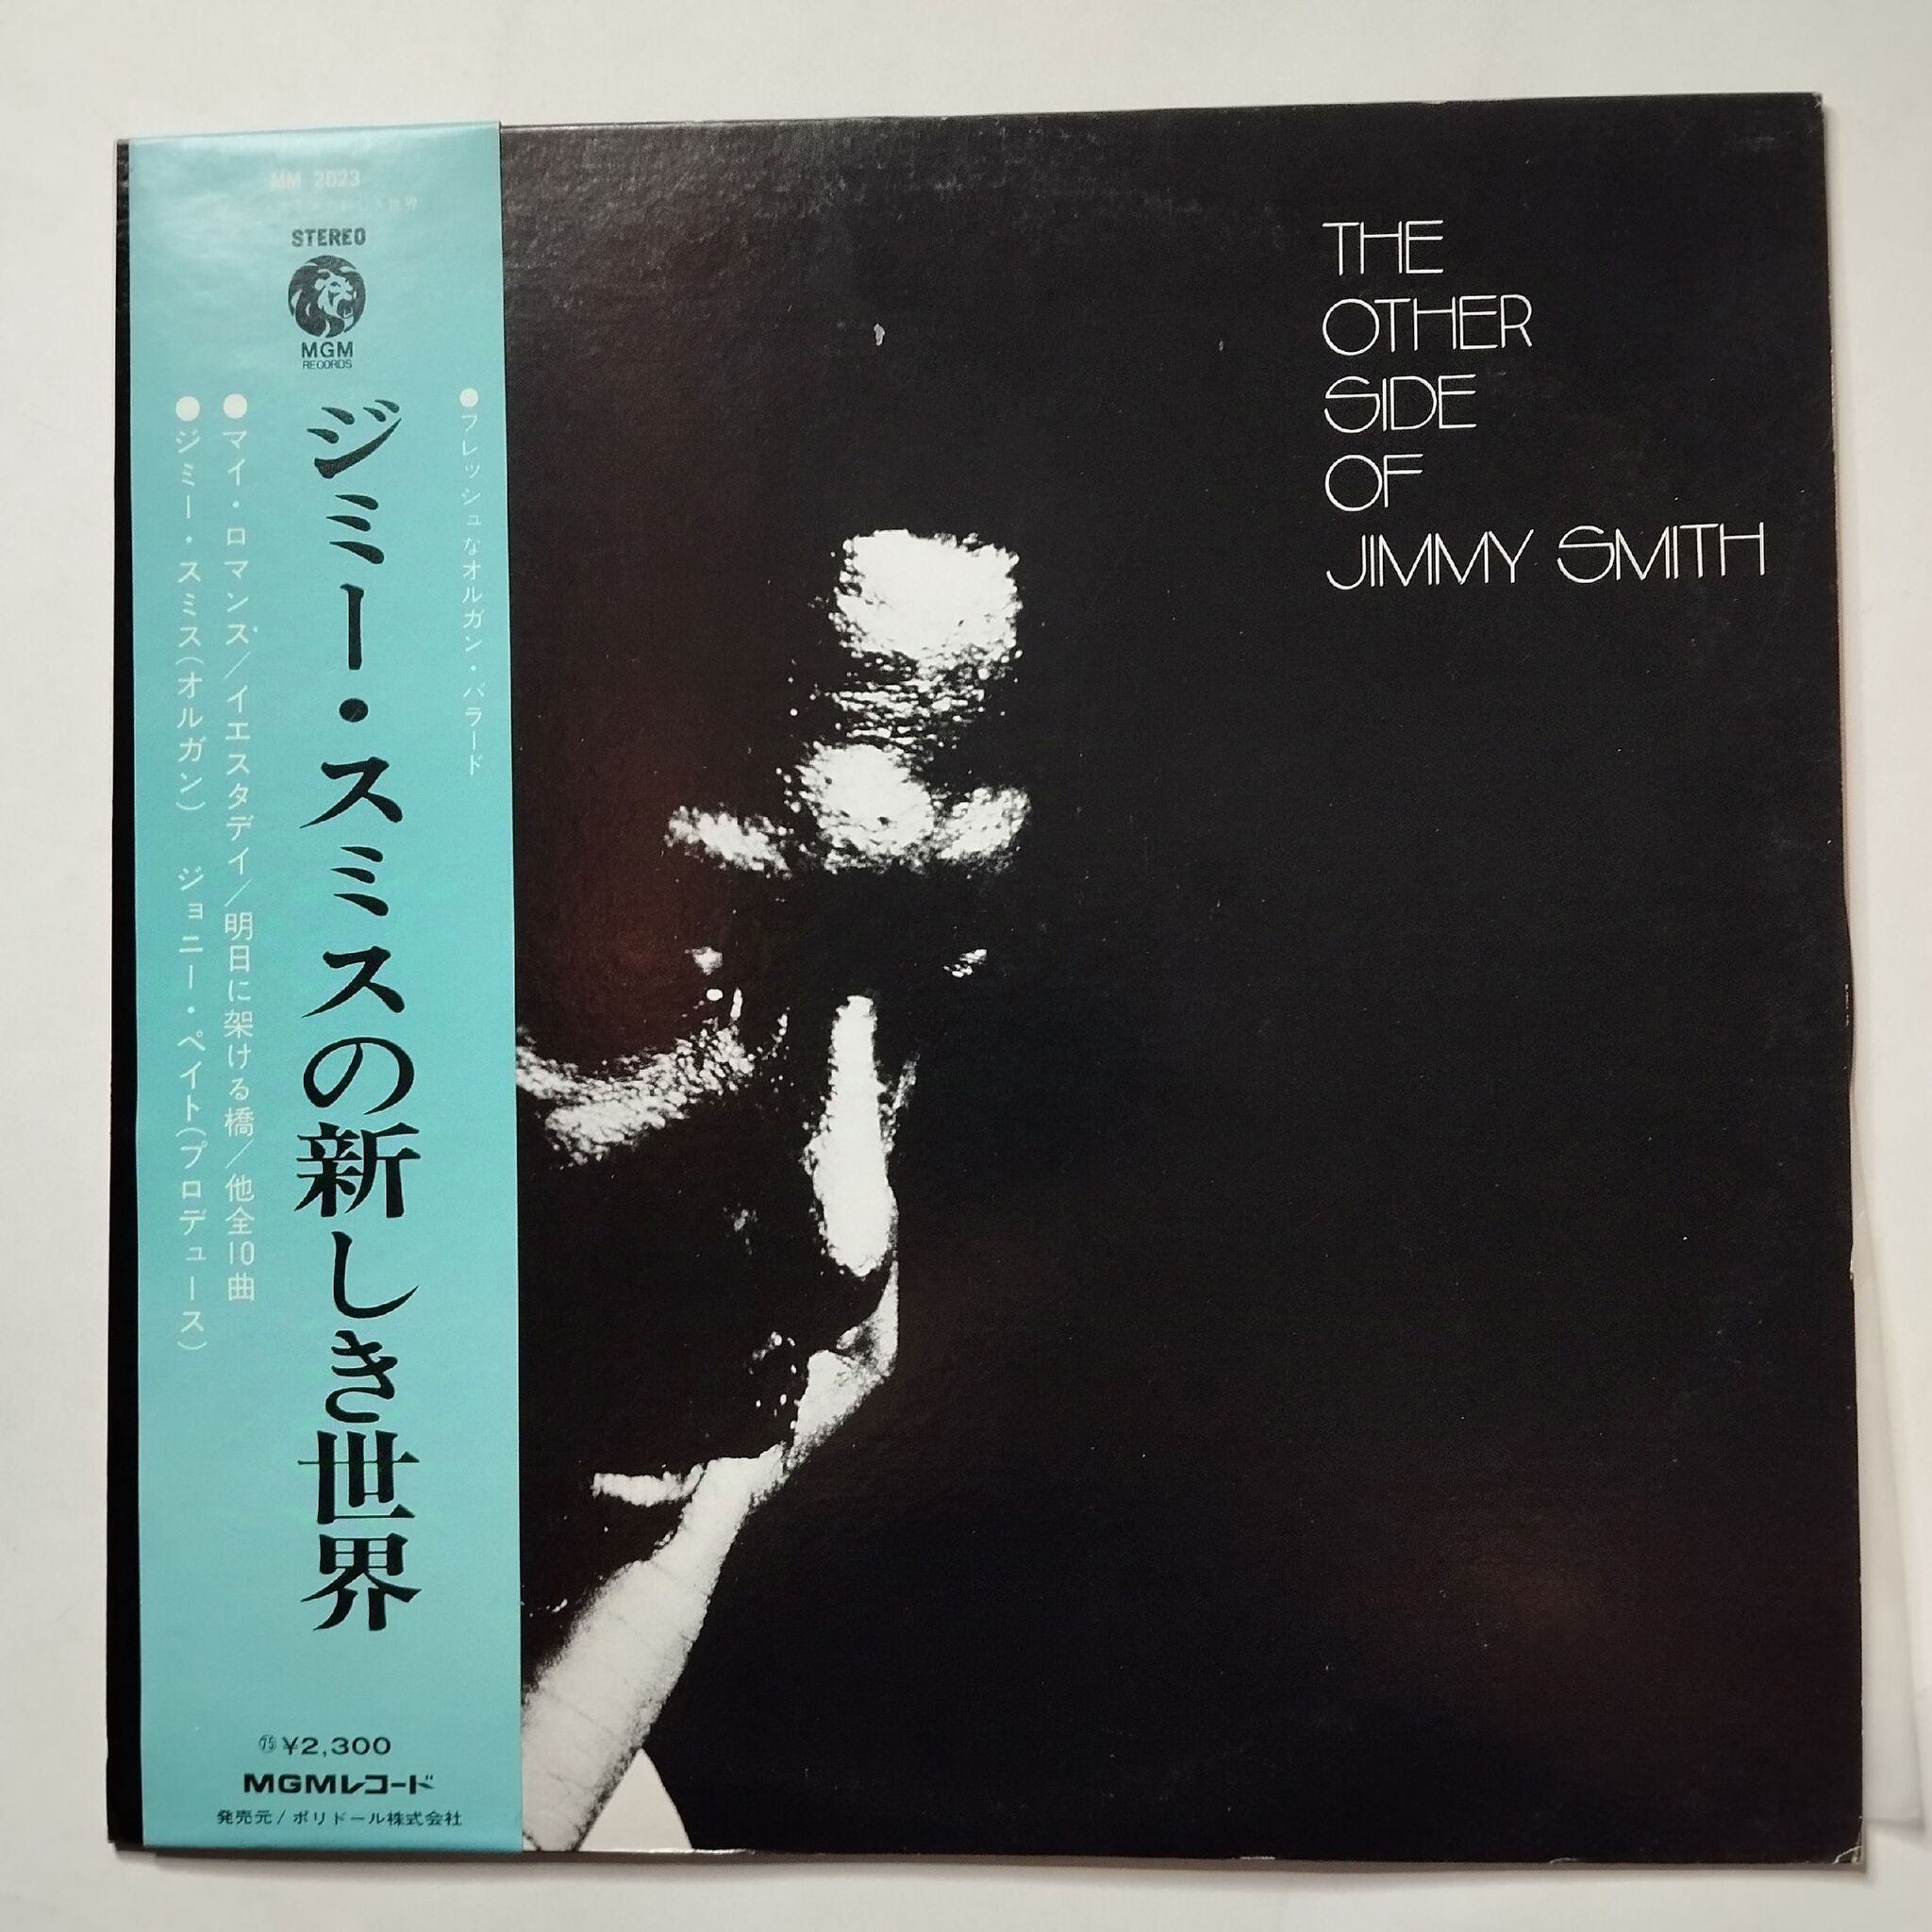 MM 2023
STEREO
MGM
RECORDS
●フレッシュなオルガン・バラード
ジミー・スミスの新しき世界
●マイ・ロマンス／イエスタデイ／明日に架ける橋／他全10曲
●ジミー・スミス(オルガン) ジョニー・ペイト(プロデュース)
㊆ ¥2,300
MGMレコード
発売元/ポリドール株式会社
THE
OTHER
SIDE
OF
JIMMY SMITH